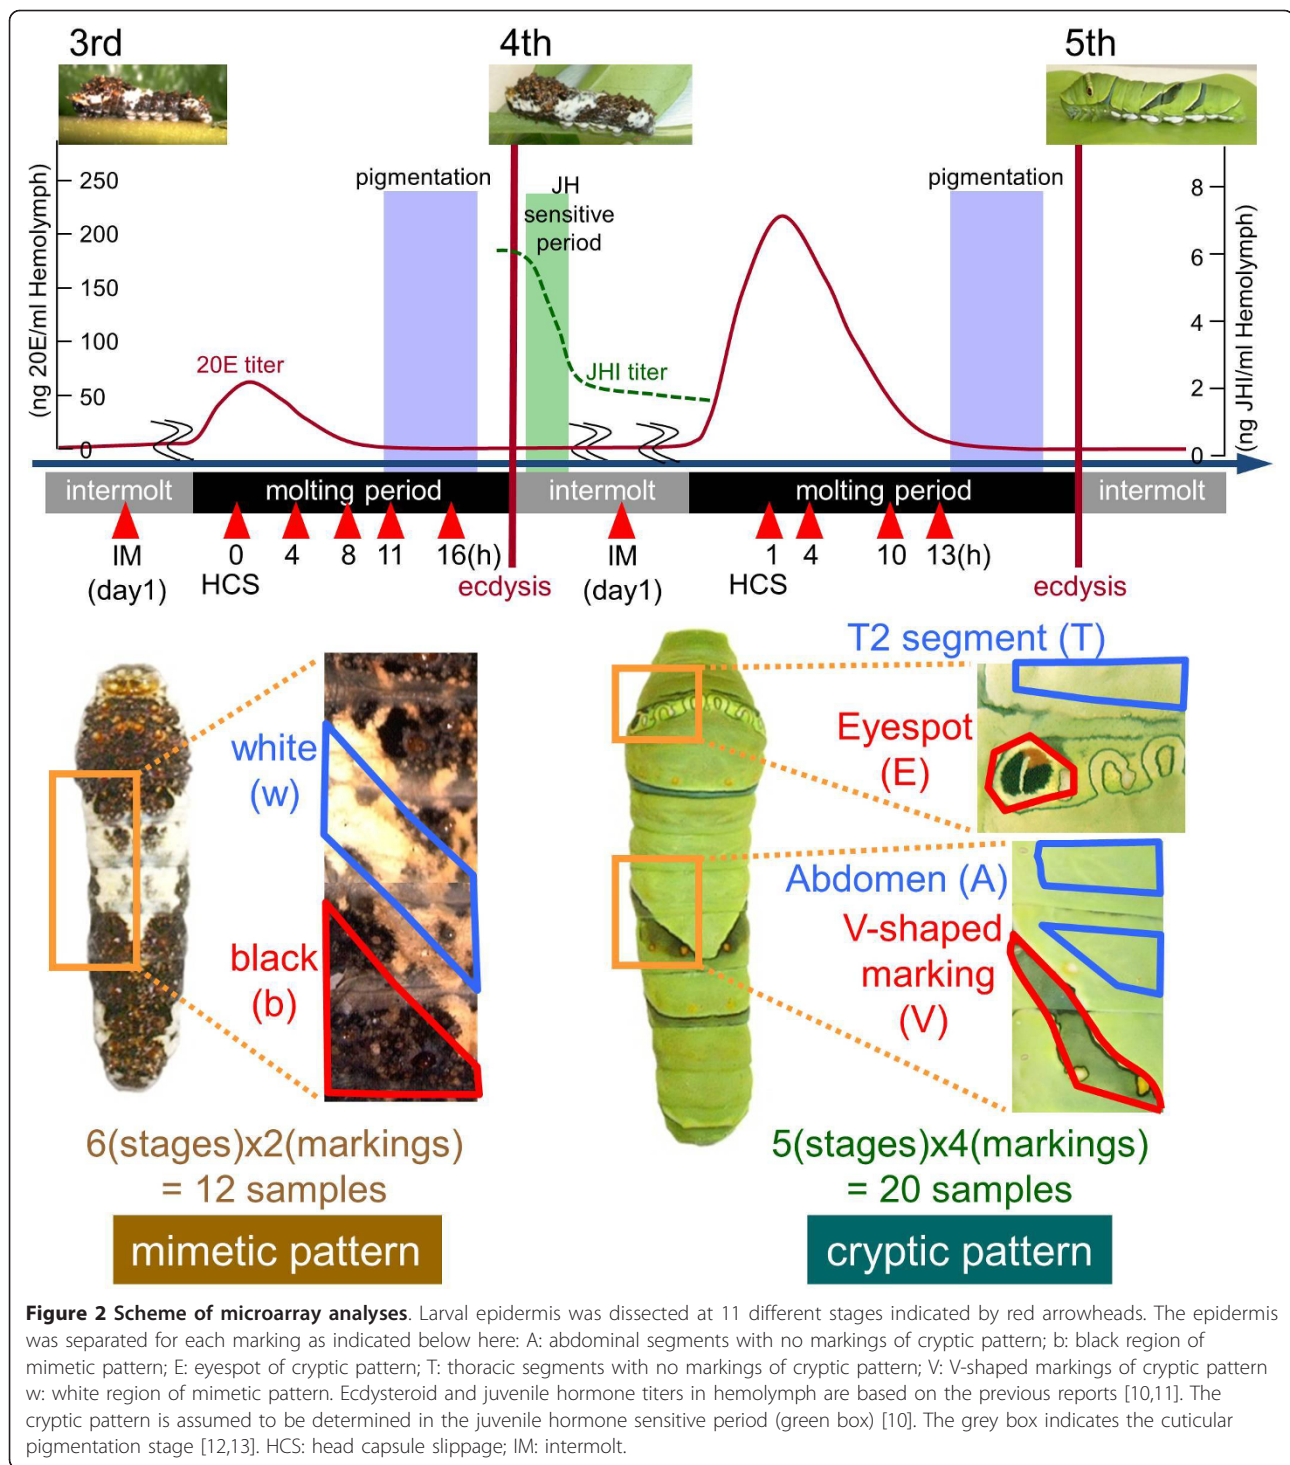 3rd
4th
5th
(ng 20E/ml Hemolymph)
250
200
150
100
50
0
pigmentation
JH
sensitive
period
pigmentation
20E titer
JHI titer
8
6
4
2
0
(ng JHI/ml Hemolymph)
intermolt
molting period
intermolt
molting period
intermolt
IM
(day1)
0
HCS
4
8
11
16(h)
ecdysis
IM
(day1)
1
HCS
4
10
13(h)
ecdysis
white
(w)
black
(b)
T2 segment (T)
Eyespot
(E)
Abdomen (A)
V-shaped
marking
(V)
6(stages)x2(markings)
= 12 samples
mimetic pattern
5(stages)x4(markings)
= 20 samples
cryptic pattern
Figure 2 Scheme of microarray analyses. Larval epidermis was dissected at 11 different stages indicated by red arrowheads. The epidermis
was separated for each marking as indicated below here: A: abdominal segments with no markings of cryptic pattern; b: black region of
mimetic pattern; E: eyespot of cryptic pattern; T: thoracic segments with no markings of cryptic pattern; V: V-shaped markings of cryptic pattern
w: white region of mimetic pattern. Ecdysteroid and juvenile hormone titers in hemolymph are based on the previous reports [10,11]. The
cryptic pattern is assumed to be determined in the juvenile hormone sensitive period (green box) [10]. The grey box indicates the cuticular
pigmentation stage [12,13]. HCS: head capsule slippage; IM: intermolt.